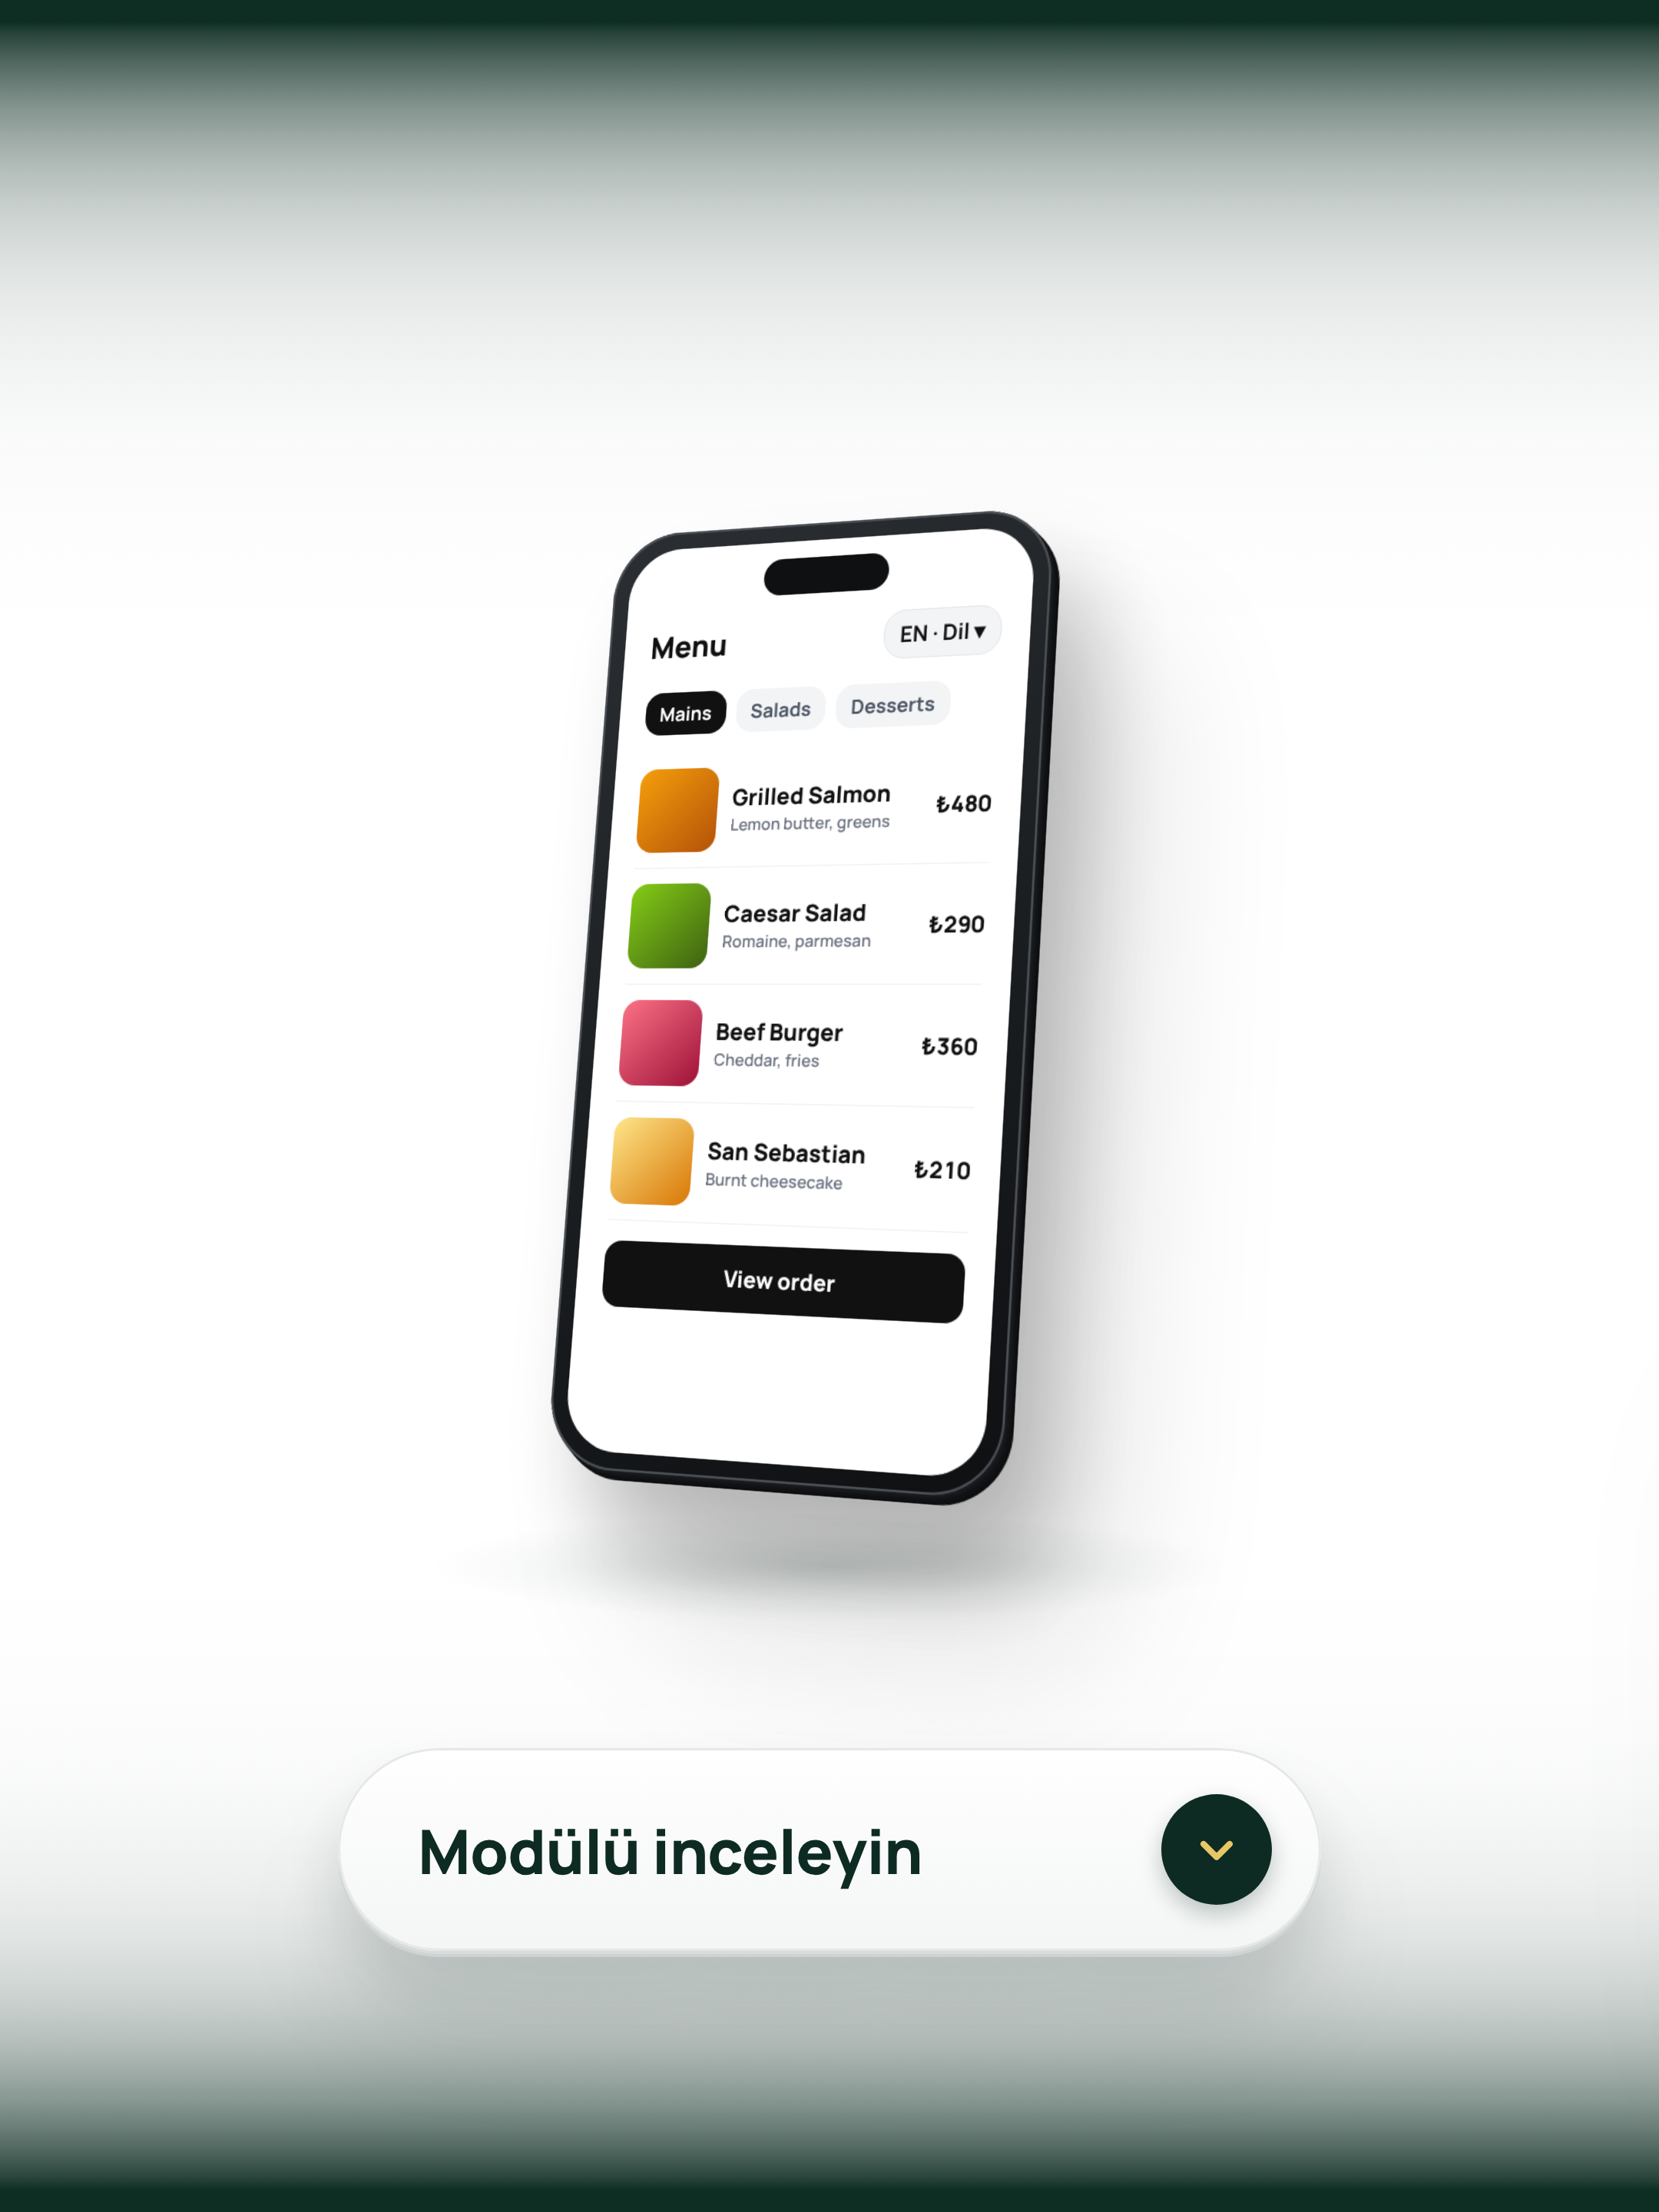 Menu
EN · Dil ▾
Mains Salads Desserts
Grilled Salmon
Lemon butter, greens
₺480
Caesar Salad
Romaine, parmesan
₺290
Beef Burger
Cheddar, fries
₺360
San Sebastian
Burnt cheesecake
₺210
View order
Modülü inceleyin